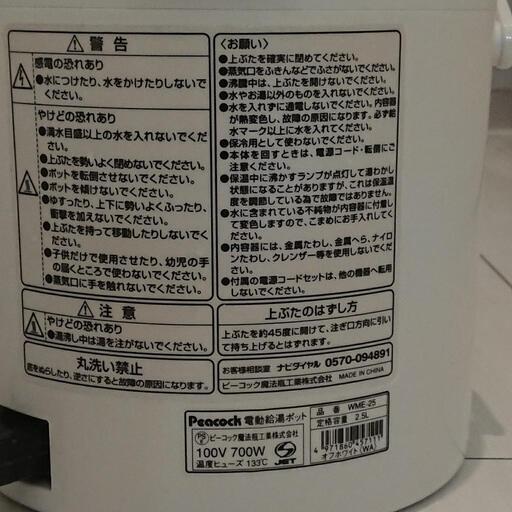 警告
感電の恐れあり
●水につけたり、水をかけたりしないで
ください。
やけどの恐れあり
●満水目盛以上の水を入れないでくだ
さい。
●上ぶたを勢いよく閉めないでください。
●ポットを転倒させないでください。
●ポットを傾けないでください。
●ゆすったり、上下に勢いよくふったり、
衝撃を加えないでください。
●上ぶたを持って移動したりしないでく
ださい。
●子供だけで使用させたり、幼児の手
の届くところで使わないでください。
●蒸気口に手を触れないでください。
注意
やけどの恐れあり
●湯沸し中は湯を注がないでください。
丸洗い禁止
底をぬらしたり、逆さにすると故障の原因になります。
〈お願い〉
●上ぶたを確実に閉めてください。
●蒸気口をふきんなどでふさがないでください。
●沸騰中は、上ぶたを開けないでください。
●水やお湯以外のものを入れないでください。
●水を入れずに通電しないでください。内容器
が熱変色し、故障の原因になります。必ず給
水マーク以上に水を入れてください。
●保冷用として使わないでください。
●本体を回すときは、電源コード・転倒にご
注意ください。
●保温中に沸かすランプが点灯して湯わかし
状態になることがありますが、これは保温温
度を調節している為で故障ではありません。
●水に含まれている不純物が内容器に付着し
て変色しますので、こまめにお手入れしてく
ださい。
●内容器には、金属たわし、金属へら、ナイロ
ンたわし、クレンザー等を使用しないでくだ
さい。
●付属の電源コードセットは、他の機器へ転用
しないでください。
上ぶたのはずし方
上ぶたを約45度に開けて、注ぎ口方向に引い
て持ち上げるとはずれます。
お客様相談室 ナビダイヤル 0570-094891
ピーコック魔法瓶工業株式会社 MADE IN CHINA
Peacock 電動給湯ポット
PS E ピーコック魔法瓶工業株式会社
100V 700W
温度ヒューズ 133℃
JET
品番 WME-25
定格容量 2.5L
4 971860 457111
オフホワイト(WA)